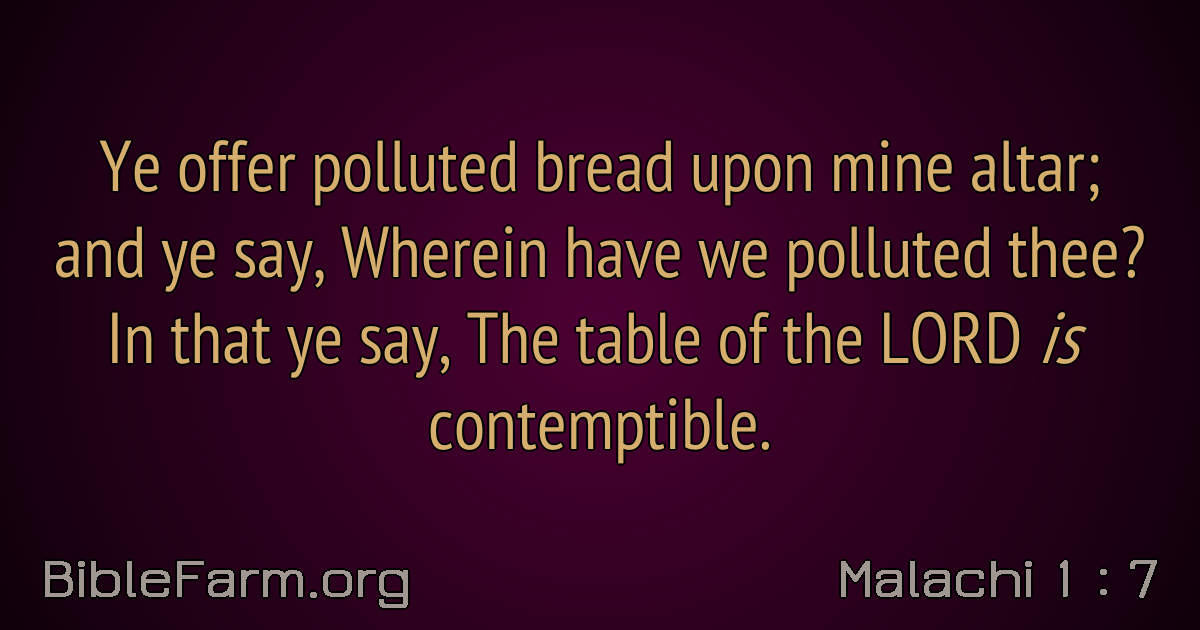 Ye offer polluted bread upon mine altar;
and ye say, Wherein have we polluted thee?
In that ye say, The table of the LORD is
contemptible.
BibleFarm.org
Malachi 1 : 7